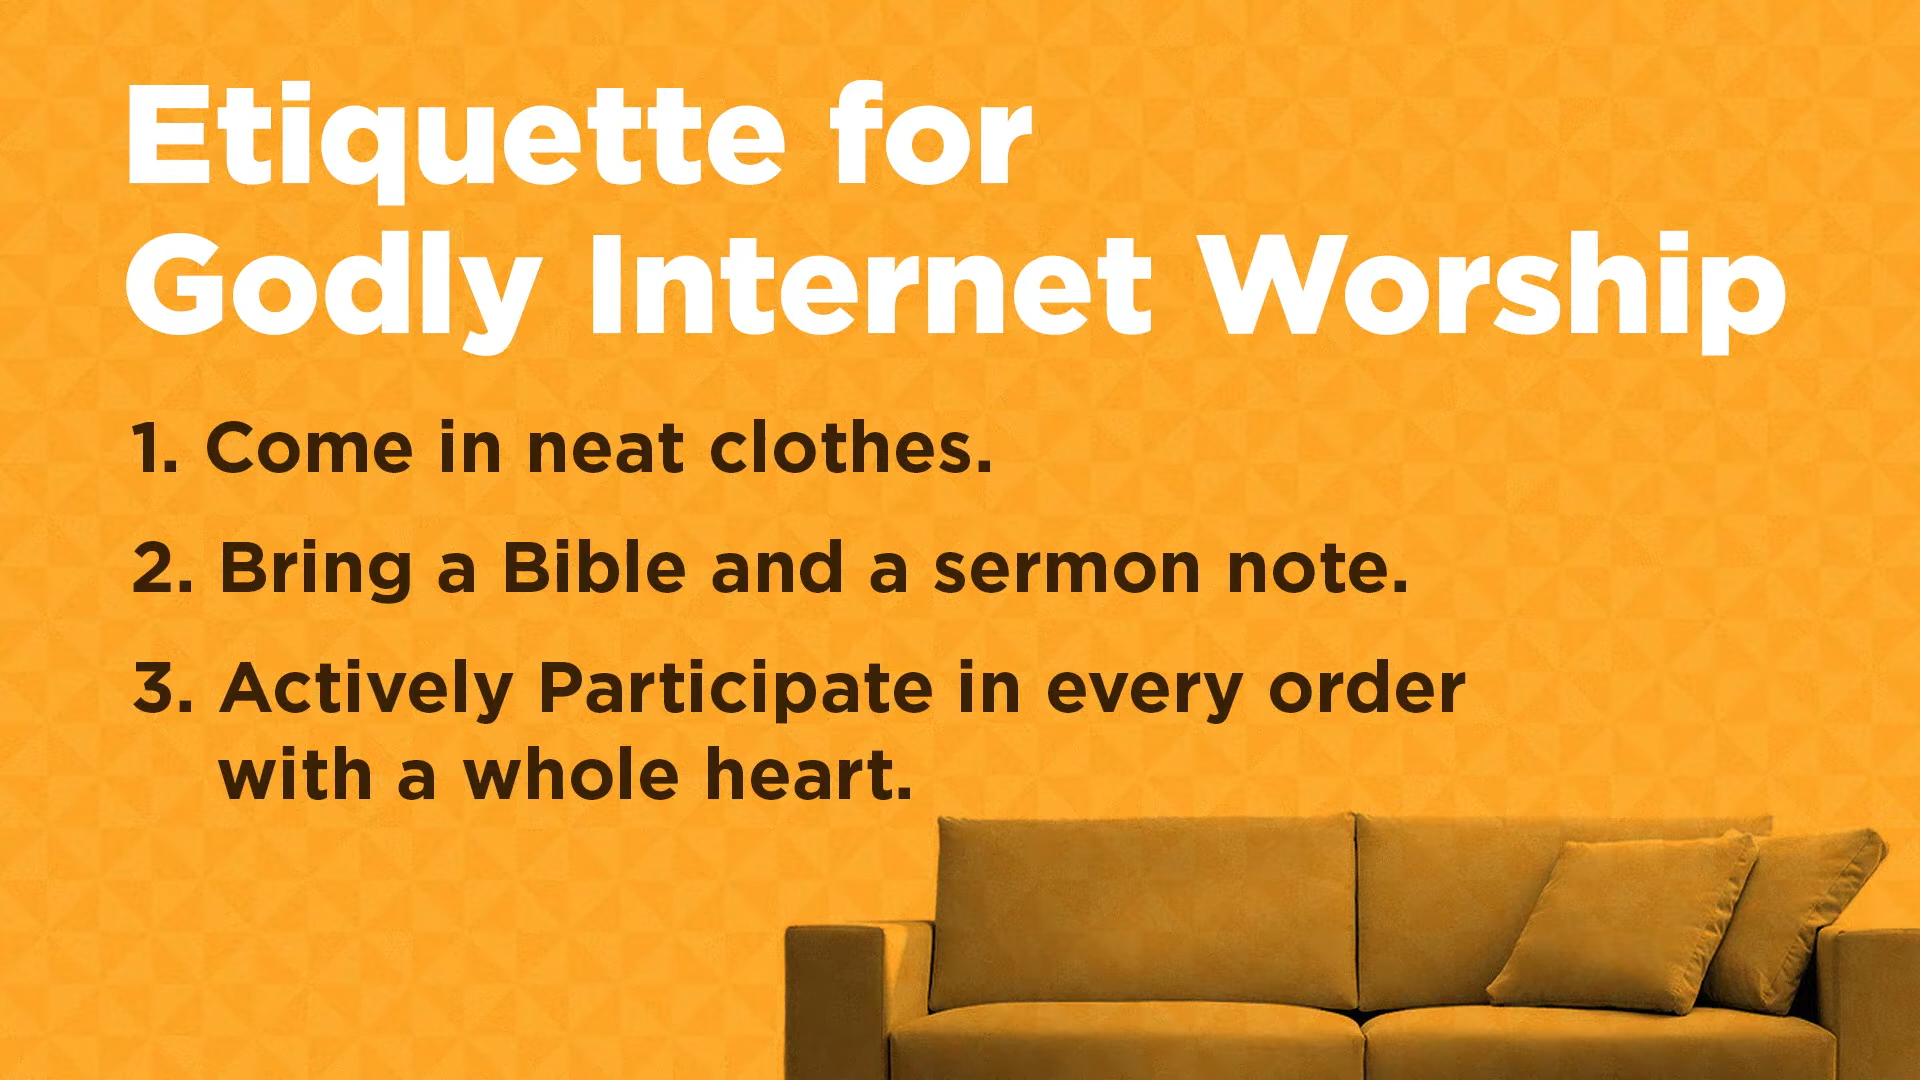 Etiquette for
Godly Internet Worship
1. Come in neat clothes.
2. Bring a Bible and a sermon note.
3. Actively Participate in every order
with a whole heart.